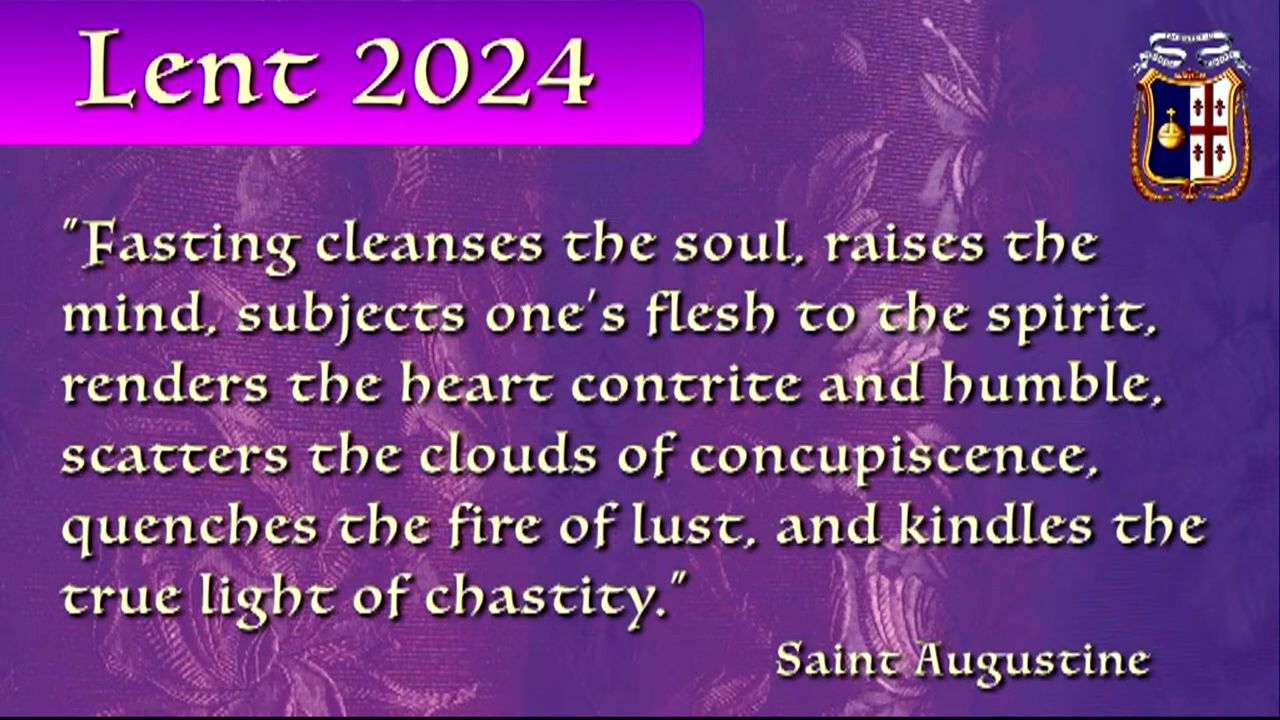 Lent 2024
"Fasting cleanses the soul, raises the
mind, subjects one's flesh to the spirit,
renders the heart contrite and humble,
scatters the clouds of concupiscence,
quenches the fire of lust, and kindles the
true light of chastity."
Saint Augustine